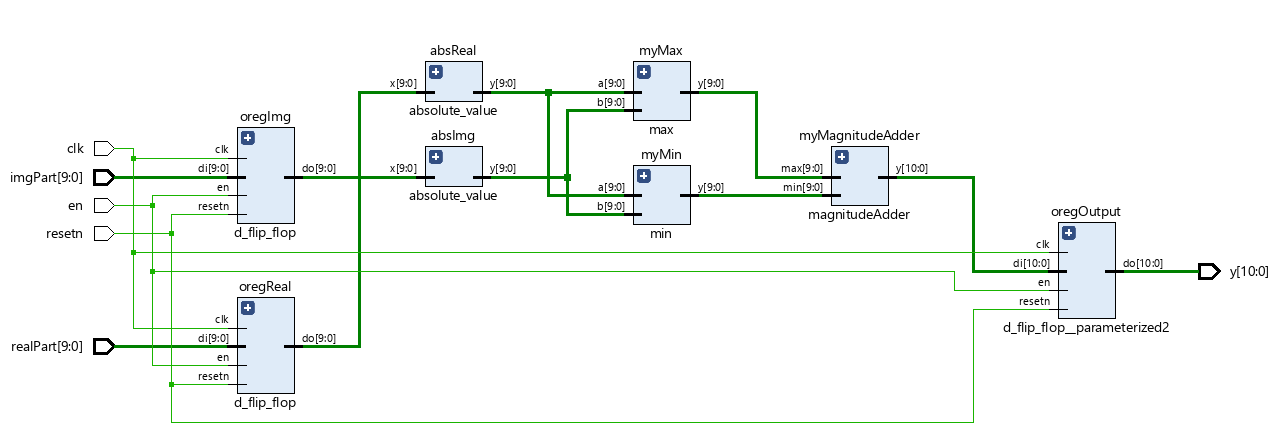 clk
imgPart[9:0]
en
resetn
realPart[9:0]
oregImg
clk
di[9:0]
en
resetn
do[9:0]
d_flip_flop
oregReal
clk
di[9:0]
en
resetn
do[9:0]
d_flip_flop
absReal
x[9:0]
y[9:0]
absolute_value
absImg
x[9:0]
y[9:0]
absolute_value
myMax
a[9:0]
b[9:0]
y[9:0]
max
myMin
a[9:0]
b[9:0]
y[9:0]
min
myMagnitudeAdder
max[9:0]
min[9:0]
y[10:0]
magnitudeAdder
oregOutput
clk
di[10:0]
en
resetn
do[10:0]
d_flip_flop__parameterized2
y[10:0]